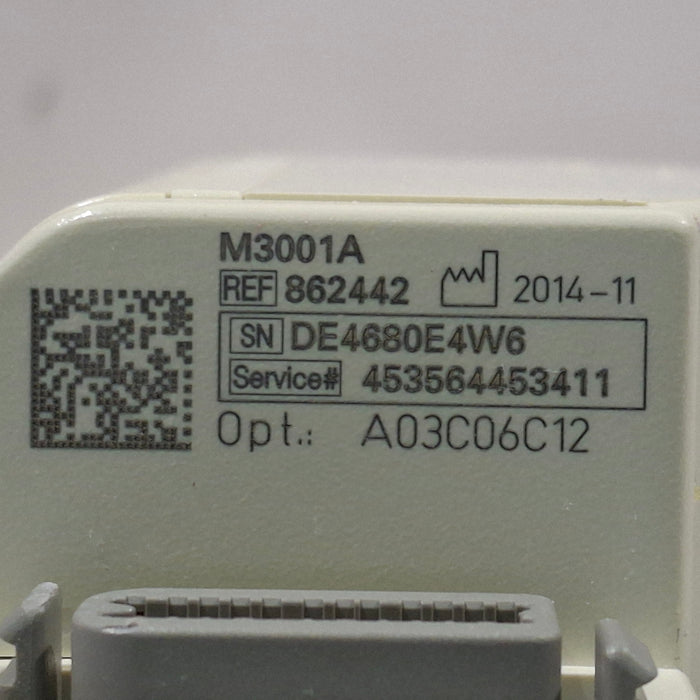 M3001A
REF 862442 2014-11
SN DE4680E4W6
Service# 453564453411
Opt.: A03C06C12